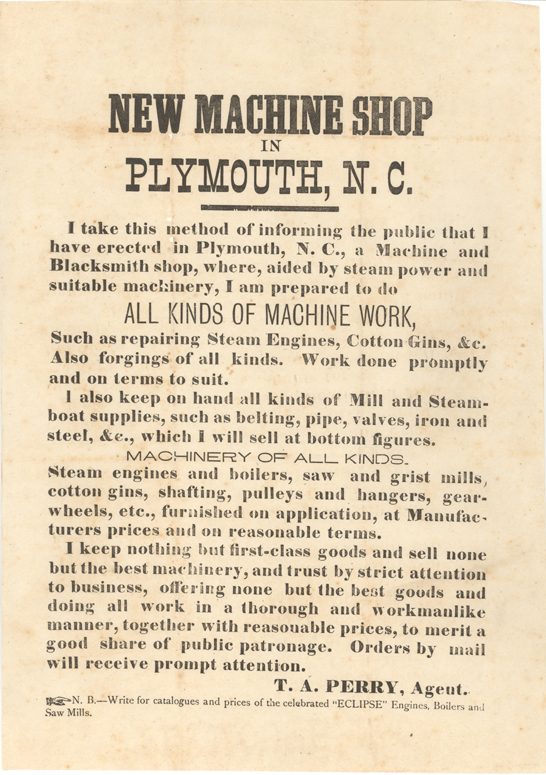 NEW MACHINE SHOP
IN
PLYMOUTH, N. C.
I take this method of informing the public that I
have erected in Plymouth, N. C., a Machine and
Blacksmith shop, where, aided by steam power and
suitable machinery, I am prepared to do
ALL KINDS OF MACHINE WORK,
Such as repairing Steam Engines, Cotton Gins, &c.
Also forgings of all kinds. Work done promptly
and on terms to suit.
I also keep on hand all kinds of Mill and Steam-
boat supplies, such as belting, pipe, valves, iron and
steel, &c., which I will sell at bottom figures.
MACHINERY OF ALL KINDS.
Steam engines and boilers, saw and grist mills,
cotton gins, shafting, pulleys and hangers, gear-
wheels, etc., furnished on application, at Manufac-
turers prices and on reasonable terms.
I keep nothing but first-class goods and sell none
but the best machinery, and trust by strict attention
to business, offering none but the best goods and
doing all work in a thorough and workmanlike
manner, together with reasonable prices, to merit a
good share of public patronage. Orders by mail
will receive prompt attention.
T. A. PERRY, Agent.
☛N. B.—Write for catalogues and prices of the celebrated "ECLIPSE" Engines, Boilers and
Saw Mills.